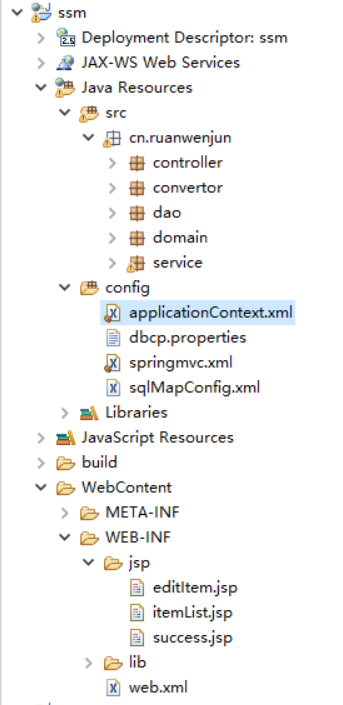 ssm
Deployment Descriptor: ssm
JAX-WS Web Services
Java Resources
src
cn.ruanwenjun
controller
convertor
dao
domain
service
config
applicationContext.xml
dbcp.properties
springmvc.xml
sqlMapConfig.xml
Libraries
JavaScript Resources
build
WebContent
META-INF
WEB-INF
jsp
editItem.jsp
itemList.jsp
success.jsp
lib
web.xml